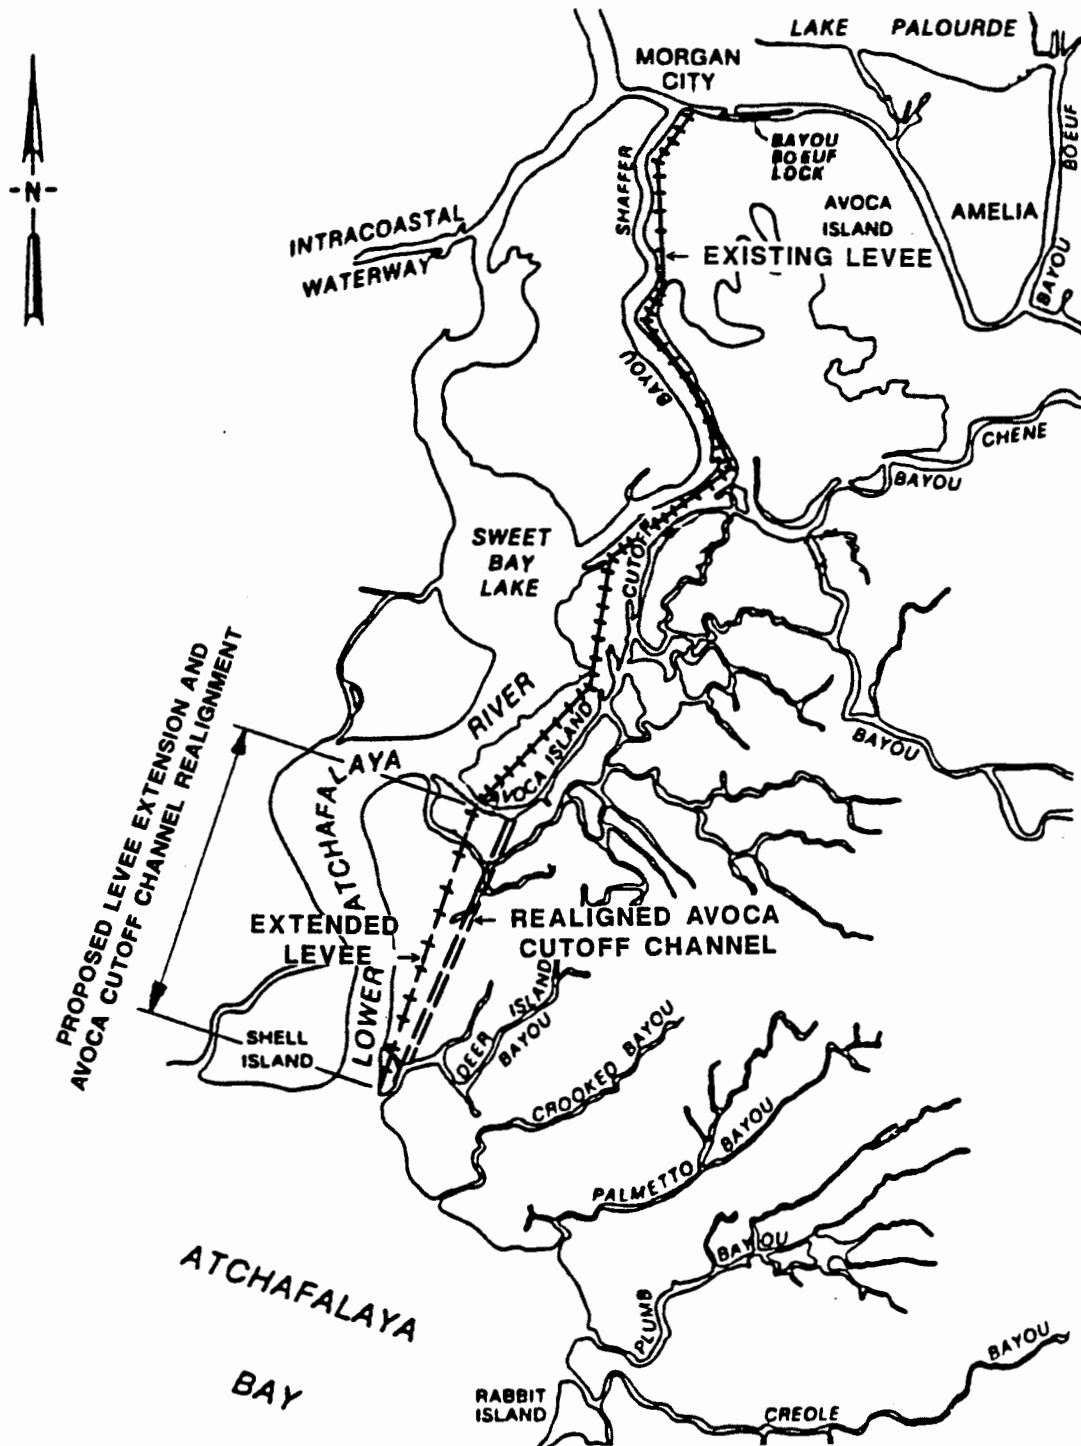 LAKE PALOURDE
MORGAN
CITY
BOEUF
BAYOU
BOEUF
LOCK
SHAFFER
AVOCA
ISLAND
AMELIA
-N-
INTRACOASTAL
WATERWAY
EXISTING LEVEE
BAYOU
BAYOU
CHENE
BAYOU
SWEET
BAY
LAKE
CUTOFF
RIVER
AVOCA ISLAND
BAYOU
PROPOSED LEVEE EXTENSION AND
AVOCA CUTOFF CHANNEL REALIGNMENT
ATCHAFALAYA
LOWER ATCHAFALAYA
EXTENDED
LEVEE
REALIGNED AVOCA
CUTOFF CHANNEL
SHELL
ISLAND
DEER ISLAND
BAYOU
CROOKED BAYOU
PALMETTO BAYOU
PLUMB BAYOU
ATCHAFALAYA
BAY
RABBIT
ISLAND
CREOLE BAYOU